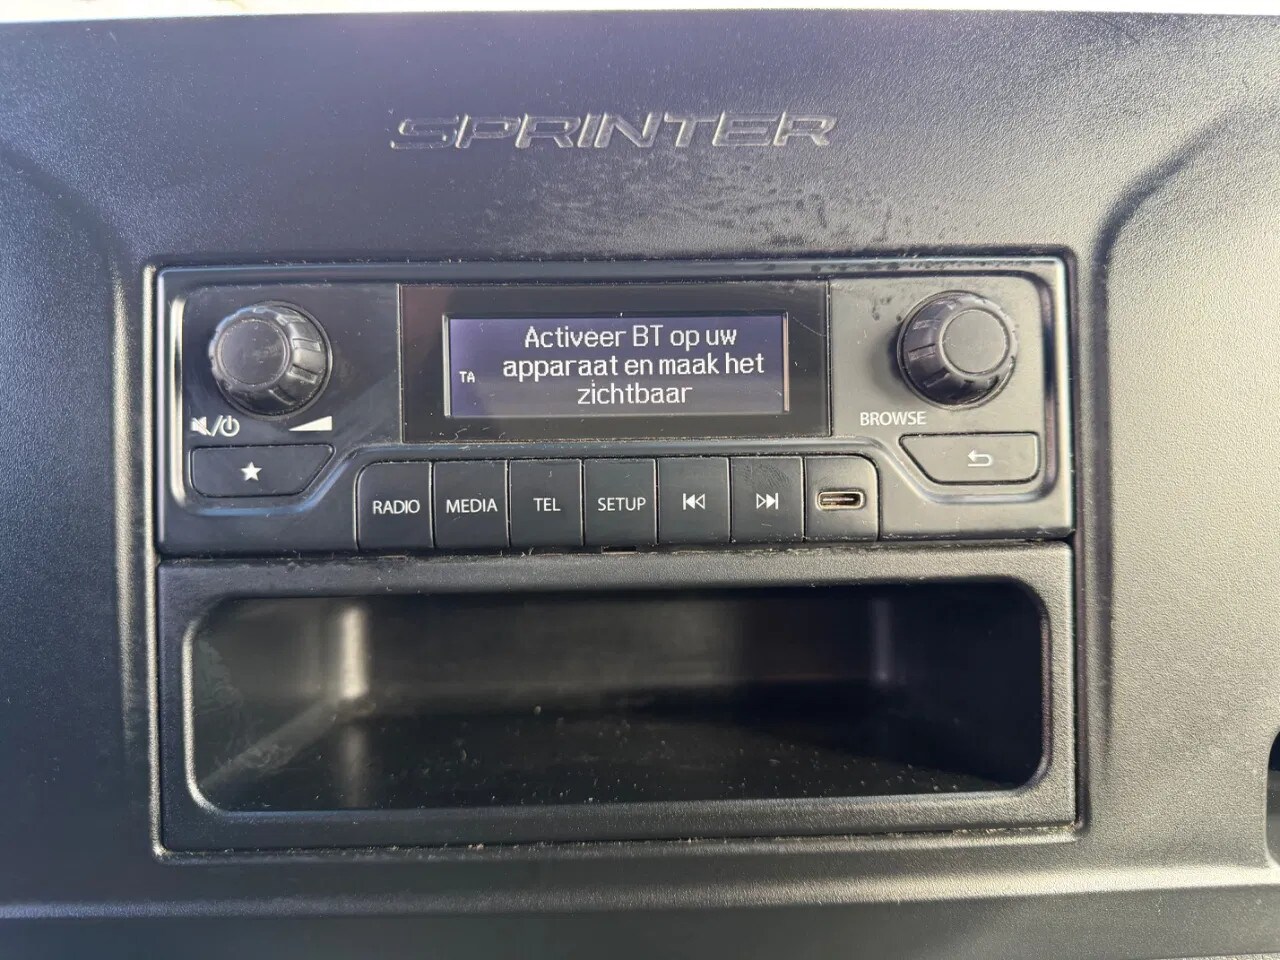 SPRINTER
Activeer BT op uw
apparaat en maak het
TA
zichtbaar
BROWSE
RADIO
MEDIA
TEL
SETUP